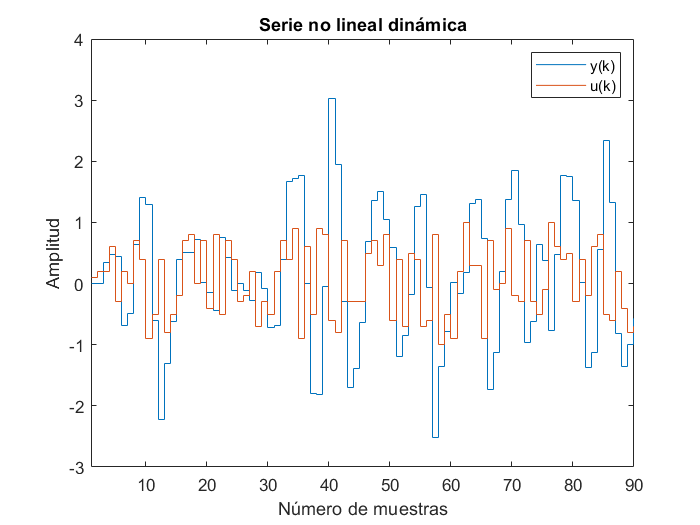 Serie no lineal dinámica
4
3
2
1
0
-1
-2
-3
Amplitud
y(k)
u(k)
10 20 30 40 50 60 70 80 90
Número de muestras